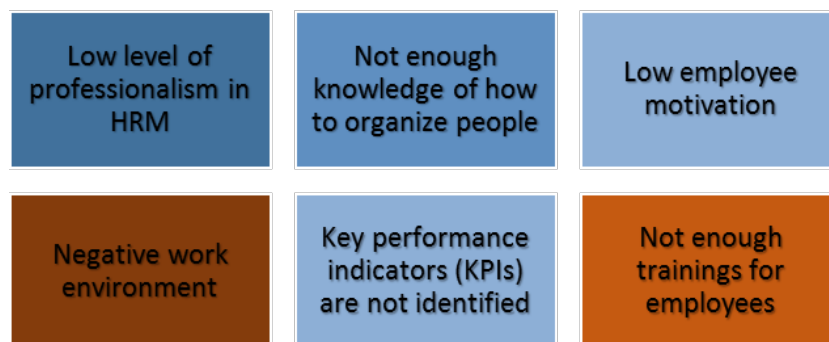 Low level of
professionalism in
HRM
Not enough
knowledge of how
to organize people
Low employee
motivation
Negative work
environment
Key performance
indicators (KPIs)
are not identified
Not enough
trainings for
employees